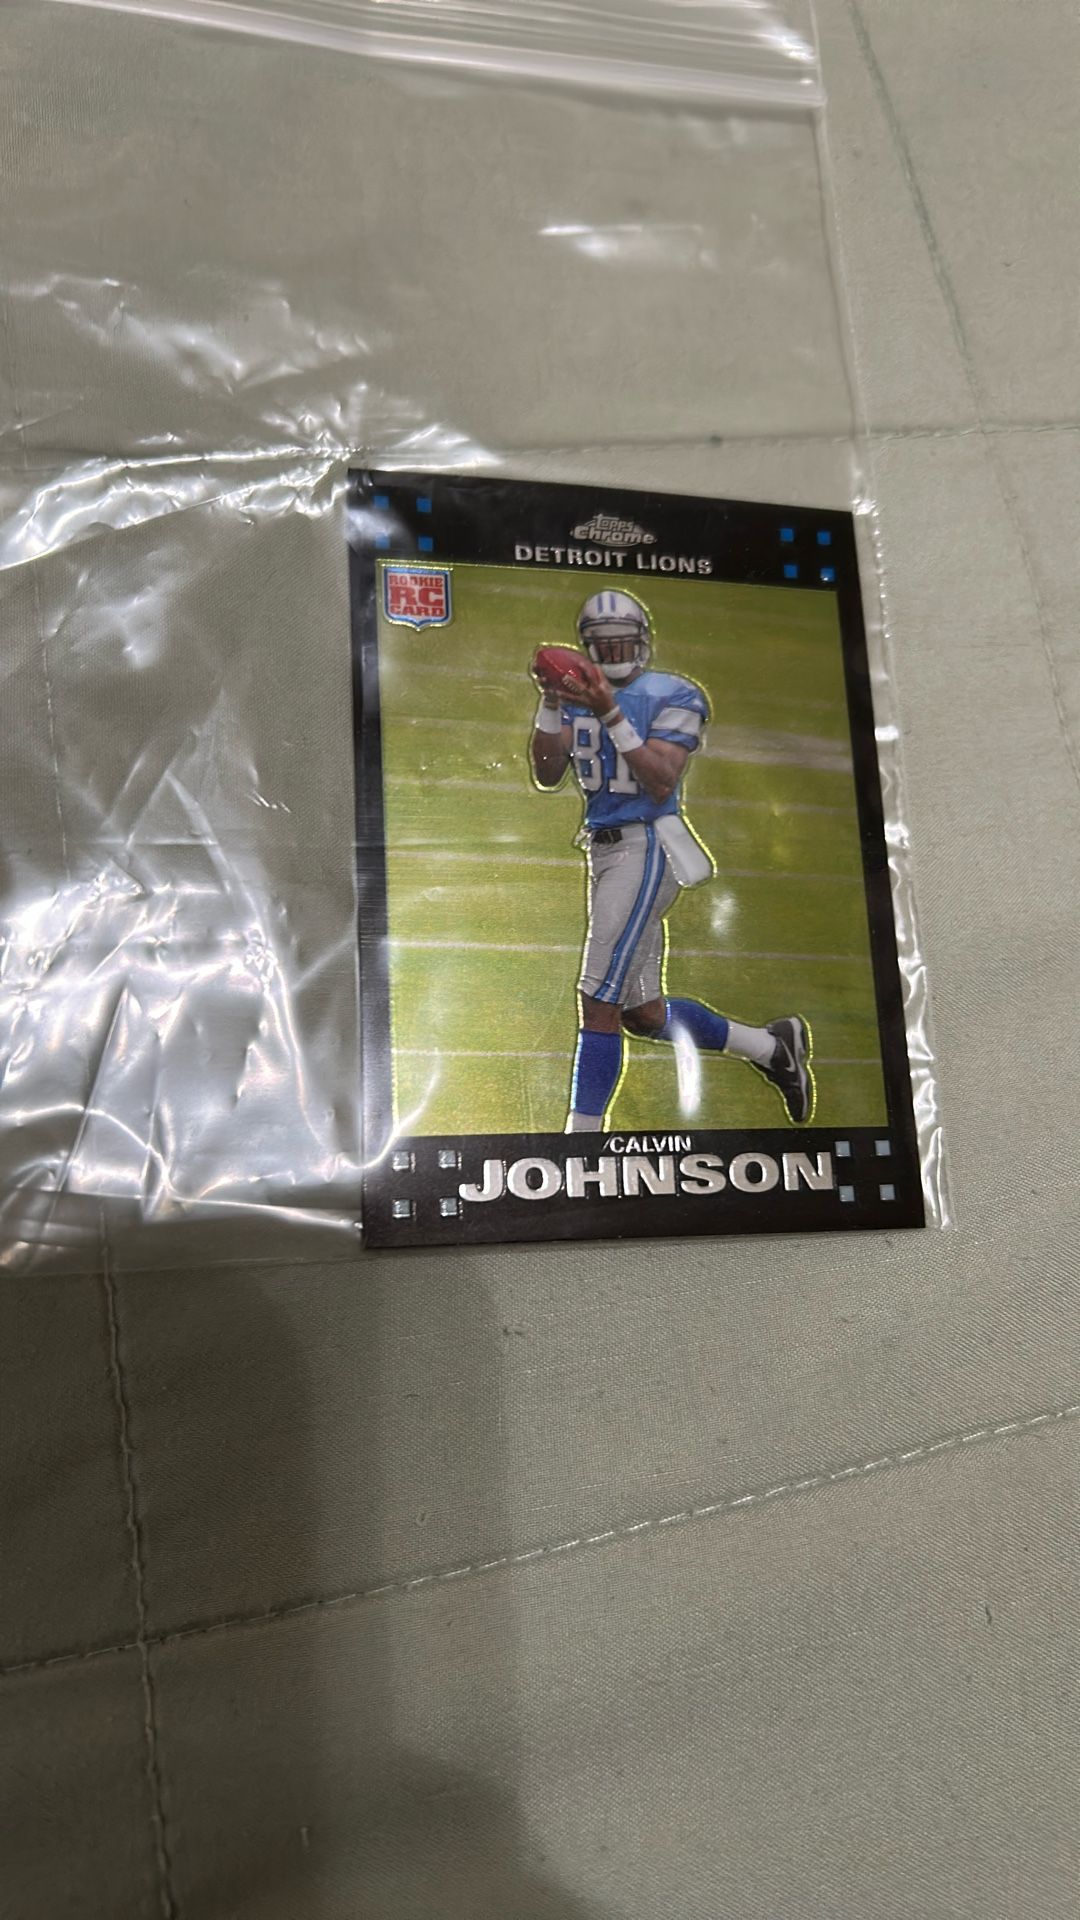 Topps
Chrome
DETROIT LIONS
ROOKIE
RC
CARD
81
CALVIN
JOHNSON